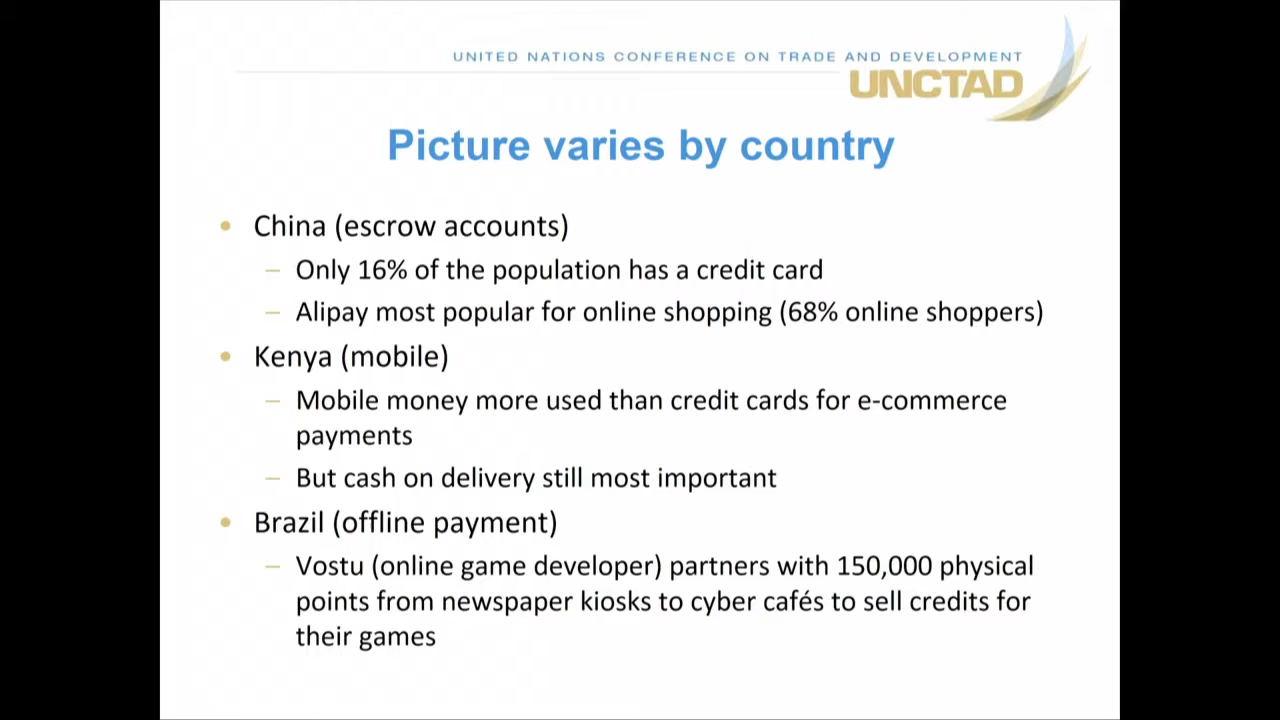 UNITED NATIONS CONFERENCE ON TRADE AND DEVELOPMENT
UNCTAD
Picture varies by country
• China (escrow accounts)
– Only 16% of the population has a credit card
– Alipay most popular for online shopping (68% online shoppers)
• Kenya (mobile)
– Mobile money more used than credit cards for e-commerce
payments
– But cash on delivery still most important
• Brazil (offline payment)
– Vostu (online game developer) partners with 150,000 physical
points from newspaper kiosks to cyber cafés to sell credits for
their games